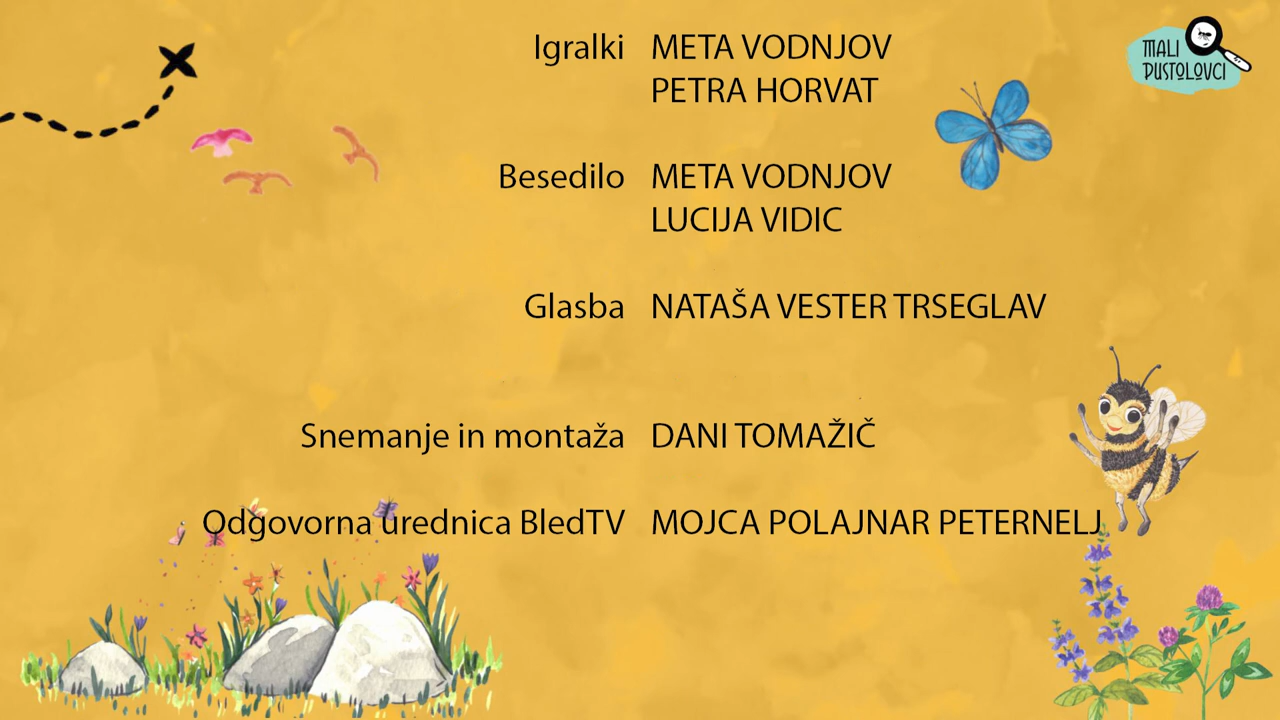 Igralki META VODNJOV
PETRA HORVAT
Besedilo META VODNJOV
LUCIJA VIDIC
Glasba NATAŠA VESTER TRSEGLAV
Snemanje in montaža DANI TOMAŽIČ
Odgovorna urednica BledTV MOJCA POLAJNAR PETERNELJ
MALI
PUSTOLOVCI